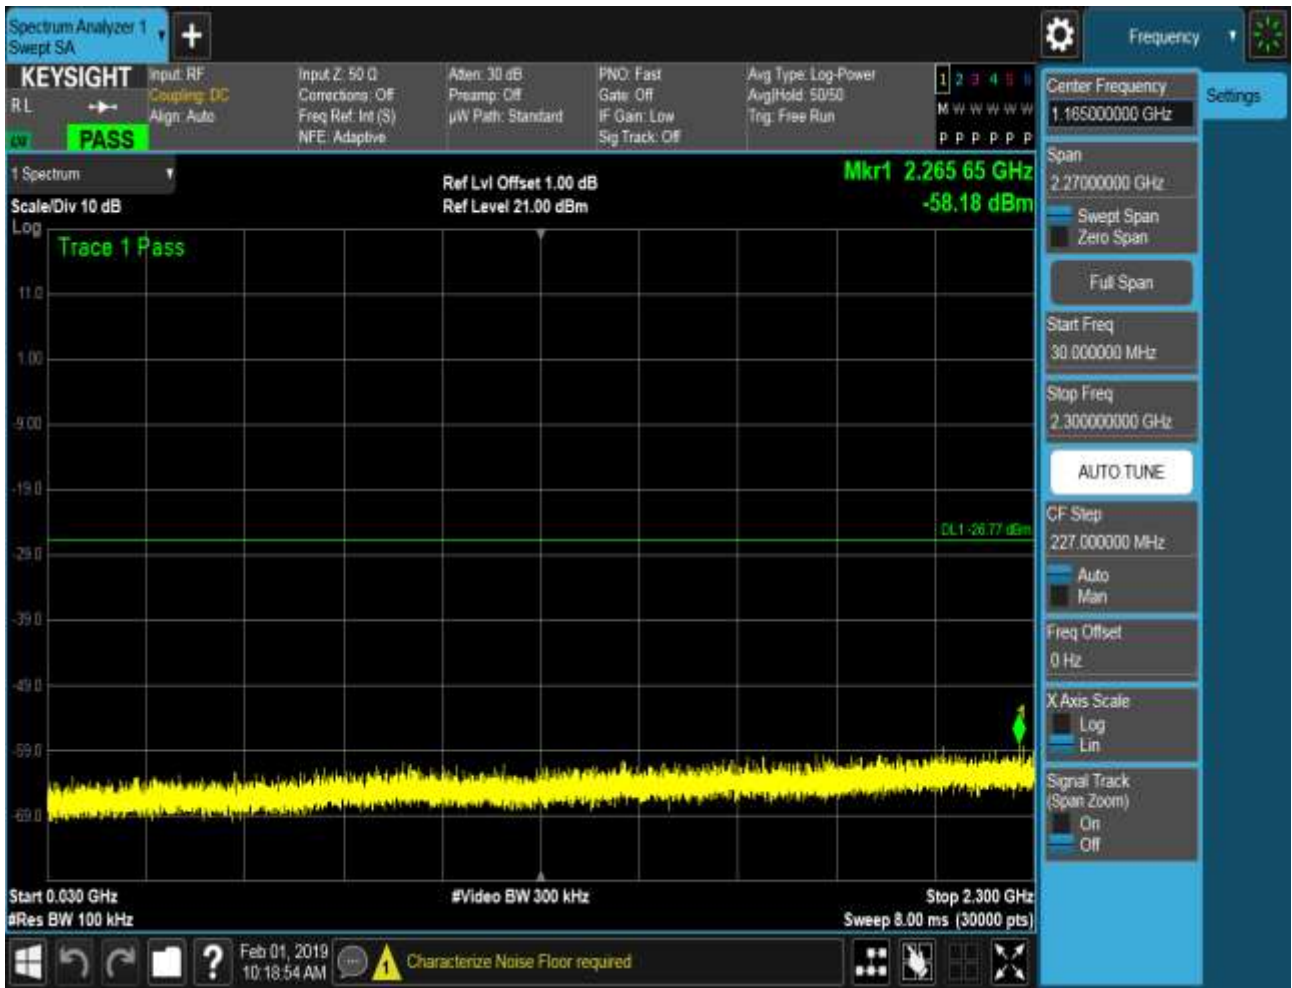 Spectrum Analyzer 1
Swept SA
Frequency
KEYSIGHT
R L
PASS
Input: RF
Coupling: DC
Align: Auto
Input Z: 50 Ω
Corrections: Off
Freq Ref: Int (S)
NFE: Adaptive
Atten: 30 dB
Preamp: Off
µW Path: Standard
PNO: Fast
Gate: Off
IF Gain: Low
Sig Track: Off
Avg Type: Log-Power
Avg|Hold: 50/50
Trig: Free Run
1 2 3 4 5 6
M W W W W W
P P P P P P
1 Spectrum
Scale/Div 10 dB
Log
Ref Lvl Offset 1.00 dB
Ref Level 21.00 dBm
Mkr1 2.265 65 GHz
-58.18 dBm
Trace 1 Pass
11.0
1.00
-9.00
-19.0
DL1 -26.77 dBm
-29.0
-39.0
-49.0
1
-59.0
-69.0
Start 0.030 GHz
#Res BW 100 kHz
#Video BW 300 kHz
Stop 2.300 GHz
Sweep 8.00 ms (30000 pts)
Feb 01, 2019
10:18:54 AM
Characterize Noise Floor required
Center Frequency
1.165000000 GHz
Settings
Span
2.27000000 GHz
Swept Span
Zero Span
Full Span
Start Freq
30.000000 MHz
Stop Freq
2.300000000 GHz
AUTO TUNE
CF Step
227.000000 MHz
Auto
Man
Freq Offset
0 Hz
X Axis Scale
Log
Lin
Signal Track
(Span Zoom)
On
Off